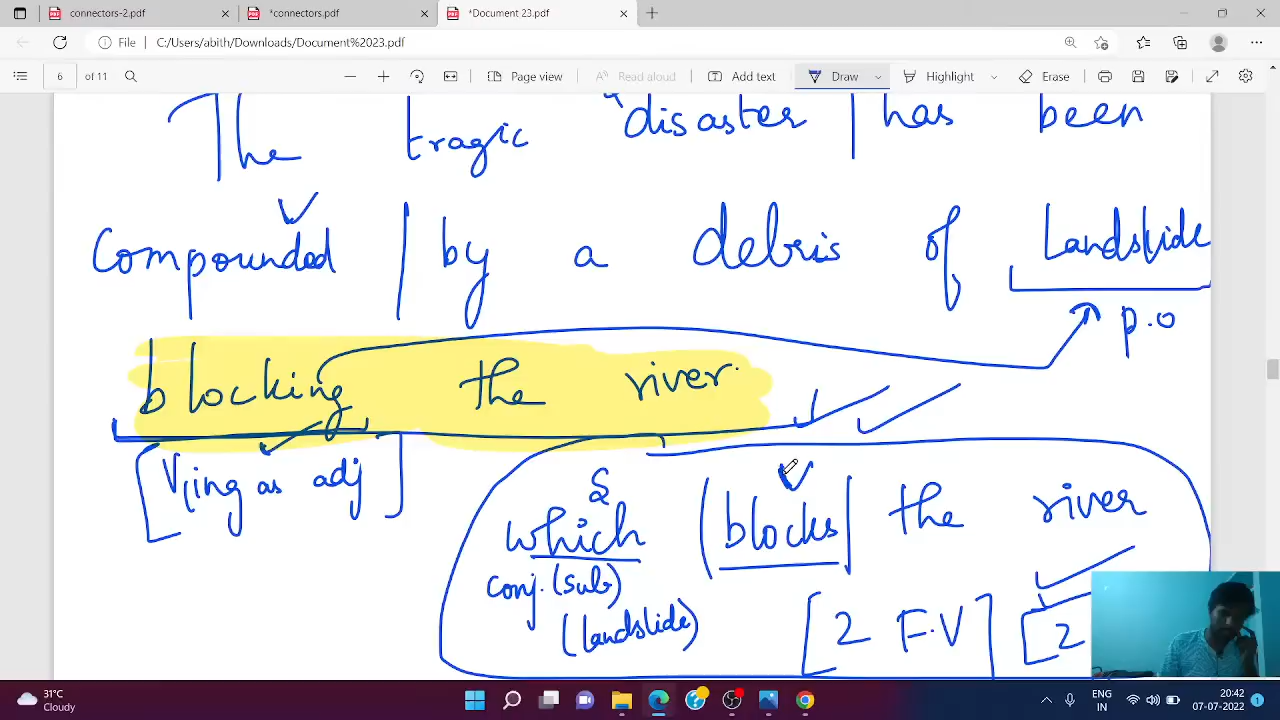 connectors-2.pdf
*connectors.pdf
*Document 23.pdf
File C:/Users/abith/Downloads/Document%2023.pdf
6 of 11
Page view
Read aloud
Add text
Draw
Highlight
Erase
The tragic disaster | has been
Compounded | by a debris of Landslide
p.o
blocking the river.
[V,ing as adj]
S
which (blocks| the river
conj. (sub)
(landslide)
[2 F.V] [2
31°C
Cloudy
ENG
IN
20:42
07-07-2022